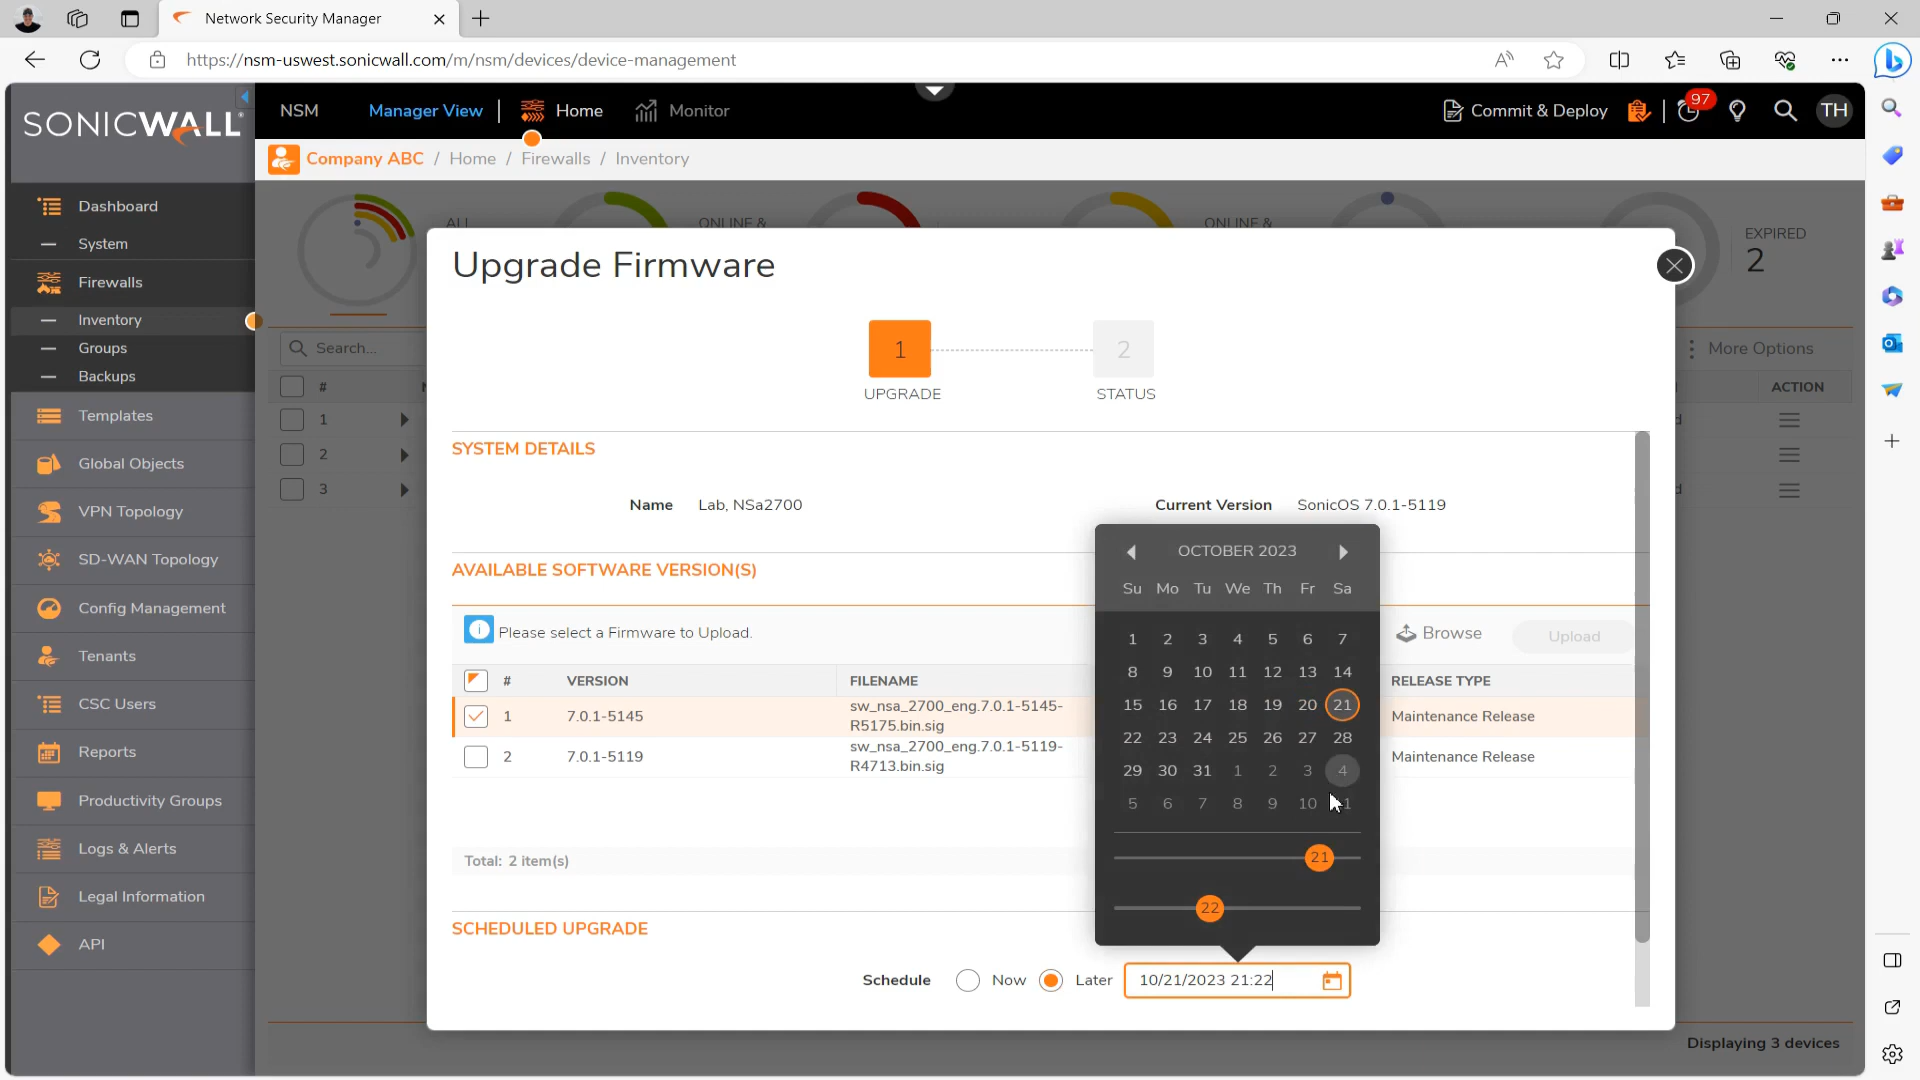 Network Security Manager
https://nsm-uswest.sonicwall.com/m/nsm/devices/device-management
SONICWALL
NSM Manager View Home Monitor
Commit & Deploy 97 TH
Company ABC / Home / Firewalls / Inventory
Dashboard
System
Firewalls
Inventory
Groups
Backups
Templates
Global Objects
VPN Topology
SD-WAN Topology
Config Management
Tenants
CSC Users
Reports
Productivity Groups
Logs & Alerts
Legal Information
API
ALL ONLINE & ONLINE & EXPIRED
2
Search... More Options
# ACTION
1
2
3
Upgrade Firmware
1 2
UPGRADE STATUS
SYSTEM DETAILS
Name Lab, NSa2700 Current Version SonicOS 7.0.1-5119
AVAILABLE SOFTWARE VERSION(S)
Please select a Firmware to Upload. Browse Upload
# VERSION FILENAME RELEASE TYPE
1 7.0.1-5145 sw_nsa_2700_eng.7.0.1-5145-
R5175.bin.sig Maintenance Release
2 7.0.1-5119 sw_nsa_2700_eng.7.0.1-5119-
R4713.bin.sig Maintenance Release
Total: 2 item(s)
OCTOBER 2023
Su Mo Tu We Th Fr Sa
1 2 3 4 5 6 7
8 9 10 11 12 13 14
15 16 17 18 19 20 21
22 23 24 25 26 27 28
29 30 31 1 2 3 4
5 6 7 8 9 10
21
22
SCHEDULED UPGRADE
Schedule Now Later 10/21/2023 21:22
Displaying 3 devices